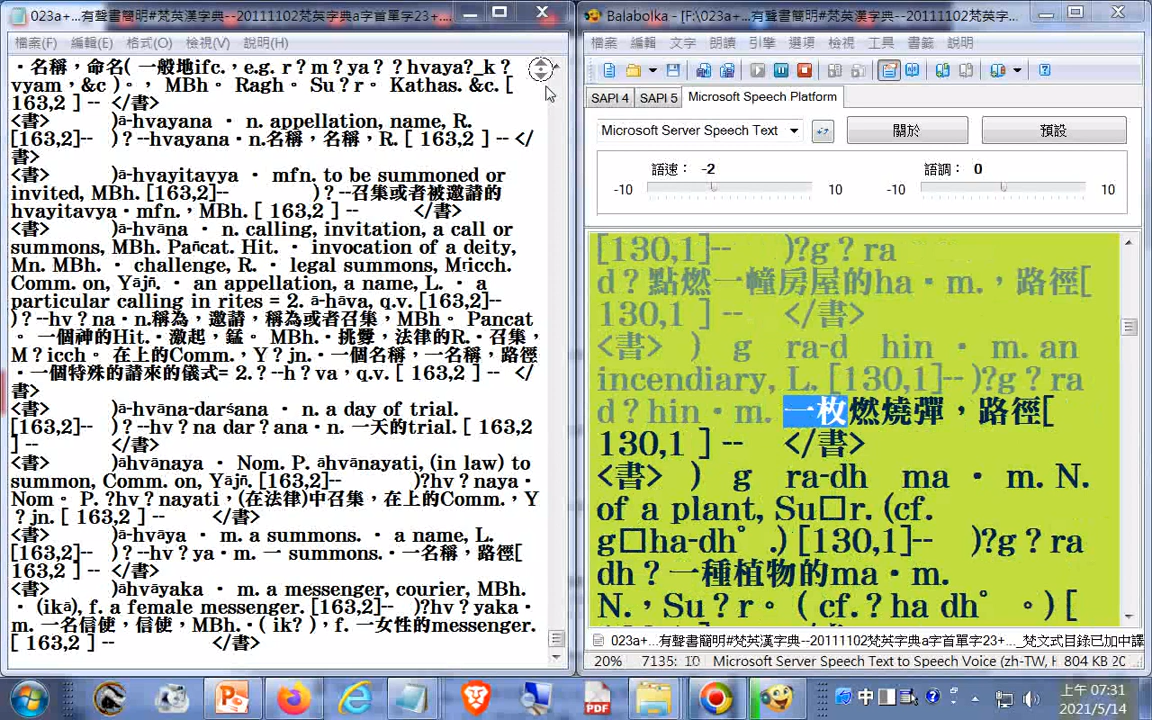 023a+...有聲書簡明#梵英漢字典--20111102梵英字典a字首單字23+...
檔案(F) 編輯(E) 格式(O) 檢視(V) 說明(H)
‧名稱，命名( 一般地ifc.，e.g. r？m？ya？？hvaya?_k？
vyam，&c )。， MBh。 Ragh。 Su？r。 Kathas. &c. [
163,2 ] -- </書>
<書> )ā-hvayana ‧ n. appellation, name, R.
[163,2]-- )？--hvayana‧n.名稱，名稱，R. [ 163,2 ] -- </
書>
<書> )ā-hvayitavya ‧ mfn. to be summoned or
invited, MBh. [163,2]-- )？--召集或者被邀請的
hvayitavya‧mfn.，MBh. [ 163,2 ] -- </書>
<書> )ā-hvāna ‧ n. calling, invitation, a call or
summons, MBh. Pañcat. Hit. ‧ invocation of a deity,
Mn. MBh. ‧ challenge, R. ‧ legal summons, Mṛicch.
Comm. on, Yājñ. ‧ an appellation, a name, L. ‧ a
particular calling in rites = 2. ā-hāva, q.v. [163,2]--
)？--hv？na‧n.稱為，邀請，稱為或者召集，MBh。 Pancat
。 一個神的Hit.‧激起，錳。 MBh.‧挑釁，法律的R.‧召集，
M？icch。 在上的Comm.，Y？jn.‧一個名稱，一名稱，路徑
‧一個特殊的請來的儀式= 2.？--h？va，q.v. [ 163,2 ] -- </
書>
<書> )ā-hvāna-darśana ‧ n. a day of trial.
[163,2]-- )？--hv？na dar？ana‧n. 一天的trial. [ 163,2
] -- </書>
<書> )āhvānaya ‧ Nom. P. āhvānayati, (in law) to
summon, Comm. on, Yājñ. [163,2]-- )?hv？naya‧
Nom。 P. ?hv？nayati，(在法律)中召集，在上的Comm.，Y
？jn. [ 163,2 ] -- </書>
<書> )ā-hvāya ‧ m. a summons. ‧ a name, L.
[163,2]-- )？--hv？ya‧m. 一 summons.‧一名稱，路徑[
163,2 ] -- </書>
<書> )āhvāyaka ‧ m. a messenger, courier, MBh.
‧ (ikā), f. a female messenger. [163,2]-- )?hv？yaka‧
m. 一名信使，信使，MBh.‧( ik？)，f. 一女性的messenger.
[ 163,2 ] -- </書>
Balabolka - [F:\023a+...有聲書簡明#梵英漢字典--20111102梵英字...
檔案 編輯 文字 朗讀 引擎 選項 檢視 工具 書籤 說明
SAPI 4 SAPI 5 Microsoft Speech Platform
Microsoft Server Speech Text 關於 預設
語速： -2 語調： 0
-10 10 -10 10
[130,1]-- )?g？ra
d？點燃一幢房屋的ha‧m.，路徑[
130,1 ] -- </書>
<書> ) g ra-d hin ‧ m. an
incendiary, L. [130,1]-- )?g？ra
d？hin‧m. 一枚燃燒彈，路徑[
130,1 ] -- </書>
<書> ) g ra-dh ma ‧ m. N.
of a plant, Su□r. (cf.
g□ha-dh° .) [130,1]-- )?g？ra
dh？一種植物的ma‧m.
N.，Su？r。 ( cf.？ha dh° 。) [
023a+...有聲書簡明#梵英漢字典--20111102梵英字典a字首單字23+..._梵文式目錄已加中譯
20% 7135: 10 Microsoft Server Speech Text to Speech Voice (zh-TW, H 804 KB 20
PDF 中 上午 07:31
2021/5/14